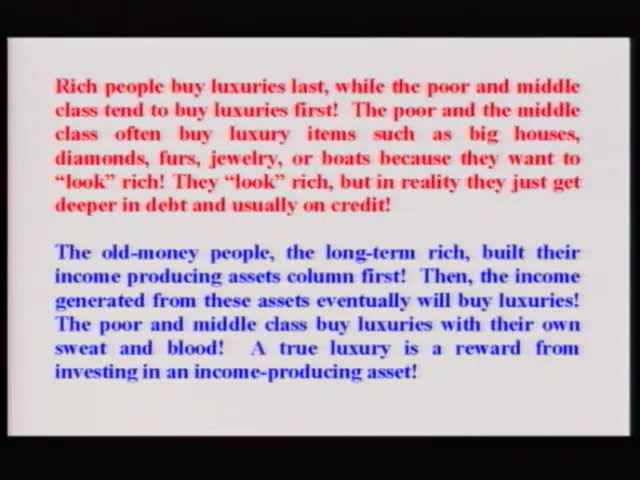 Rich people buy luxuries last, while the poor and middle
class tend to buy luxuries first! The poor and the middle
class often buy luxury items such as big houses,
diamonds, furs, jewelry, or boats because they want to
“look” rich! They “look” rich, but in reality they just get
deeper in debt and usually on credit!
The old-money people, the long-term rich, built their
income producing assets column first! Then, the income
generated from these assets eventually will buy luxuries!
The poor and middle class buy luxuries with their own
sweat and blood! A true luxury is a reward from
investing in an income-producing asset!